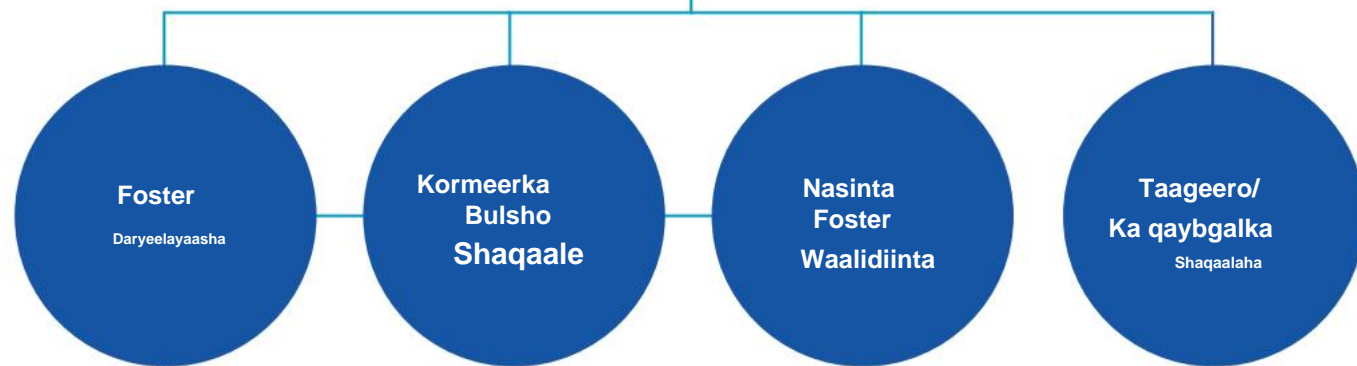 Foster
Daryeelayaasha
Kormeerka
Bulsho
Shaqaale
Nasinta
Foster
Waalidiinta
Taageero/
Ka qaybgalka
Shaqaalaha